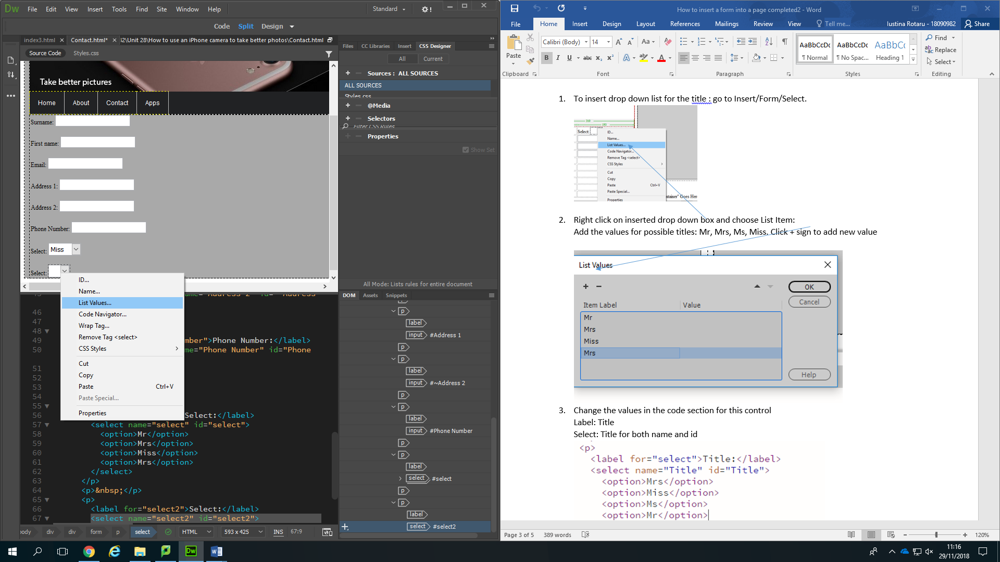 Dw File Edit View Insert Tools Find Site Window Help Standard
Code Split Design
index3.html Contact.html* 32\Unit 28\How to use an iPhone camera to take better photos\Contact.html
Source Code Styles.css
Take better pictures
Home About Contact Apps
Surname:
First name:
Email:
Address 1:
Address 2:
Phone Number:
Select: Miss
Select:
ID...
Name...
List Values...
Code Navigator...
Wrap Tag...
Remove Tag <select>
CSS Styles
Cut
Copy
Paste Ctrl+V
Paste Special...
Properties
ame="Address 2" id="~Address
46
47
48
49 mber">Phone Number:</label>
50 me="Phone Number" id="Phone
51
52
53
54
55
56 Select:</label>
57 <select name="select" id="select">
58 <option>Mr</option>
59 <option>Mrs</option>
60 <option>Miss</option>
61 <option>Mrs</option>
62 </select>
63 </p>
64 <p>&nbsp;</p>
65 <p>
66 <label for="select2">Select:</label>
67 <select name="select2" id="select2">
body div div form p select HTML 593 x 425 INS 67:9
Files CC Libraries Insert CSS Designer
All Current
Sources : ALL SOURCES
ALL SOURCES
Styles.css
@Media
Selectors
Filter CSS Rules
Properties
Show Set
All Mode: Lists rules for entire document
DOM Assets Snippets
p
label
input #Address 1
p
p
label
input #~Address 2
p
p
label
input #Phone Number
p
p
label
select #select
p
p
label
select #select2
How to insert a form into a page completed2 - Word
File Home Insert Design Layout References Mailings Review View Tell me... Iustina Rotaru - 18090982 Share
Paste
Calibri (Body) 14
B I U abc x₂ x² A
AaBbCcDc AaBbCcDc AaBbCc
¶ Normal ¶ No Spac... Heading 1
Find
Replace
Select
Clipboard Font Paragraph Styles Editing
1. To insert drop down list for the title : go to Insert/Form/Select.
310
193
Select:
ID...
Name...
List Values...
Code Navigator...
Remove Tag <select>
CSS Styles
Cut
Copy
Paste Ctrl+V
Paste Special...
Properties
ntainer" Goes Here
2. Right click on inserted drop down box and choose List Item:
Add the values for possible titles: Mr, Mrs, Ms, Miss. Click + sign to add new value
List Values
OK
Cancel
Item Label Value
Mr
Mrs
Miss
Mrs
Help
3. Change the values in the code section for this control
Label: Title
Select: Title for both name and id
<p>
<label for="select">Title:</label>
<select name="Title" id="Title">
<option>Mrs</option>
<option>Miss</option>
<option>Ms</option>
<option>Mr</option>
Page 3 of 5 389 words 120%
Dw
11:16
29/11/2018